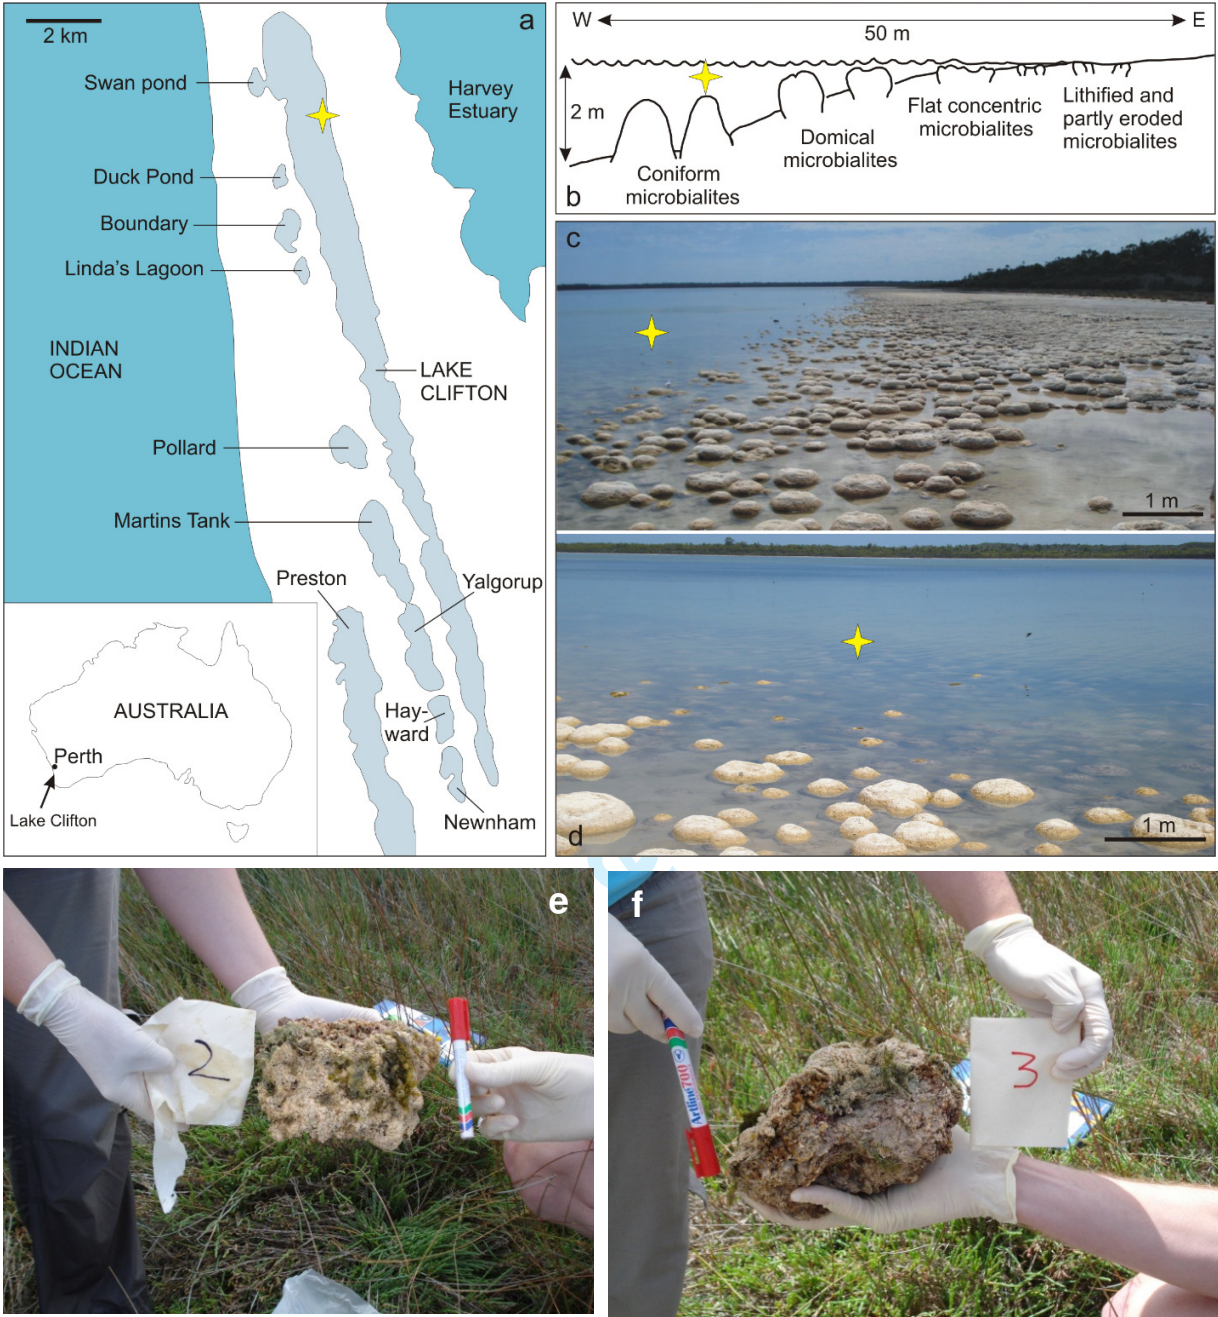 a
2 km
Swan pond
Harvey
Estuary
Duck Pond
Boundary
Linda's Lagoon
INDIAN
OCEAN
LAKE
CLIFTON
Pollard
Martins Tank
Preston
Yalgorup
Hay-
ward
Newnham
AUSTRALIA
Perth
Lake Clifton
W
E
50 m
2 m
Coniform
microbialites
Domical
microbialites
Flat concentric
microbialites
Lithified and
partly eroded
microbialites
b
c
1 m
d
1 m
e
2
f
3
Artline 700